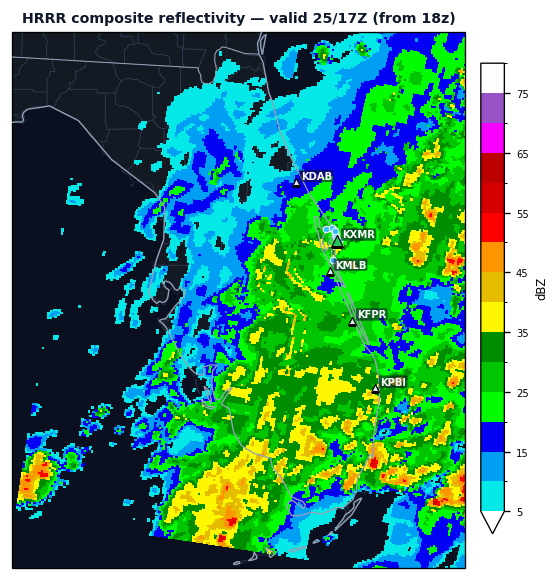 HRRR composite reflectivity — valid 25/17Z (from 18z)
KDAB
KXMR
KMLB
KFPR
KPBI
75
65
55
45
35
25
15
5
dBZ